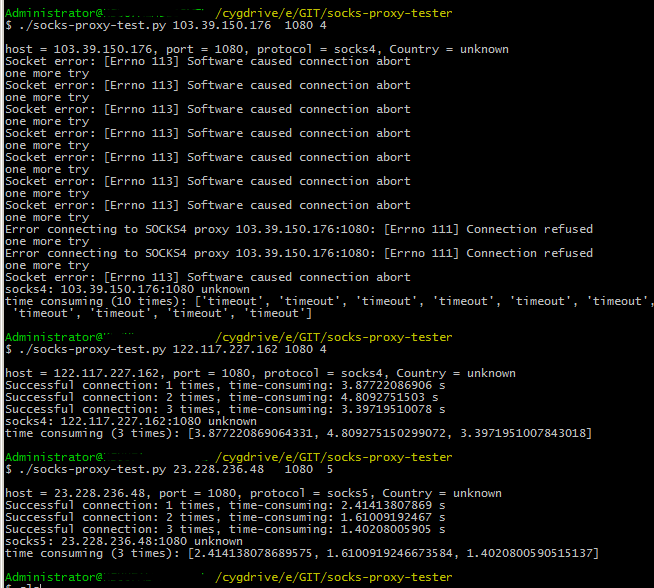 Administrator@ /cygdrive/e/GIT/socks-proxy-tester
$ ./socks-proxy-test.py 103.39.150.176  1080 4
host = 103.39.150.176, port = 1080, protocol = socks4, Country = unknown
Socket error: [Errno 113] Software caused connection abort
one more try
Socket error: [Errno 113] Software caused connection abort
one more try
Socket error: [Errno 113] Software caused connection abort
one more try
Socket error: [Errno 113] Software caused connection abort
one more try
Socket error: [Errno 113] Software caused connection abort
one more try
Socket error: [Errno 113] Software caused connection abort
one more try
Socket error: [Errno 113] Software caused connection abort
one more try
Error connecting to SOCKS4 proxy 103.39.150.176:1080: [Errno 111] Connection refused
one more try
Error connecting to SOCKS4 proxy 103.39.150.176:1080: [Errno 111] Connection refused
one more try
Socket error: [Errno 113] Software caused connection abort
socks4: 103.39.150.176:1080 unknown
time consuming (10 times): ['timeout', 'timeout', 'timeout', 'timeout', 'timeout', 'timeout',
'timeout', 'timeout', 'timeout', 'timeout']
Administrator@ /cygdrive/e/GIT/socks-proxy-tester
$ ./socks-proxy-test.py 122.117.227.162 1080 4
host = 122.117.227.162, port = 1080, protocol = socks4, Country = unknown
Successful connection: 1 times, time-consuming: 3.87722086906 s
Successful connection: 2 times, time-consuming: 4.8092751503 s
Successful connection: 3 times, time-consuming: 3.39719510078 s
socks4: 122.117.227.162:1080 unknown
time consuming (3 times): [3.877220869064331, 4.809275150299072, 3.3971951007843018]
Administrator@ /cygdrive/e/GIT/socks-proxy-tester
$ ./socks-proxy-test.py 23.228.236.48   1080  5
host = 23.228.236.48, port = 1080, protocol = socks5, Country = unknown
Successful connection: 1 times, time-consuming: 2.41413807869 s
Successful connection: 2 times, time-consuming: 1.61009192467 s
Successful connection: 3 times, time-consuming: 1.40208005905 s
socks5: 23.228.236.48:1080 unknown
time consuming (3 times): [2.414138078689575, 1.6100919246673584, 1.4020800590515137]
Administrator@ /cygdrive/e/GIT/socks-proxy-tester